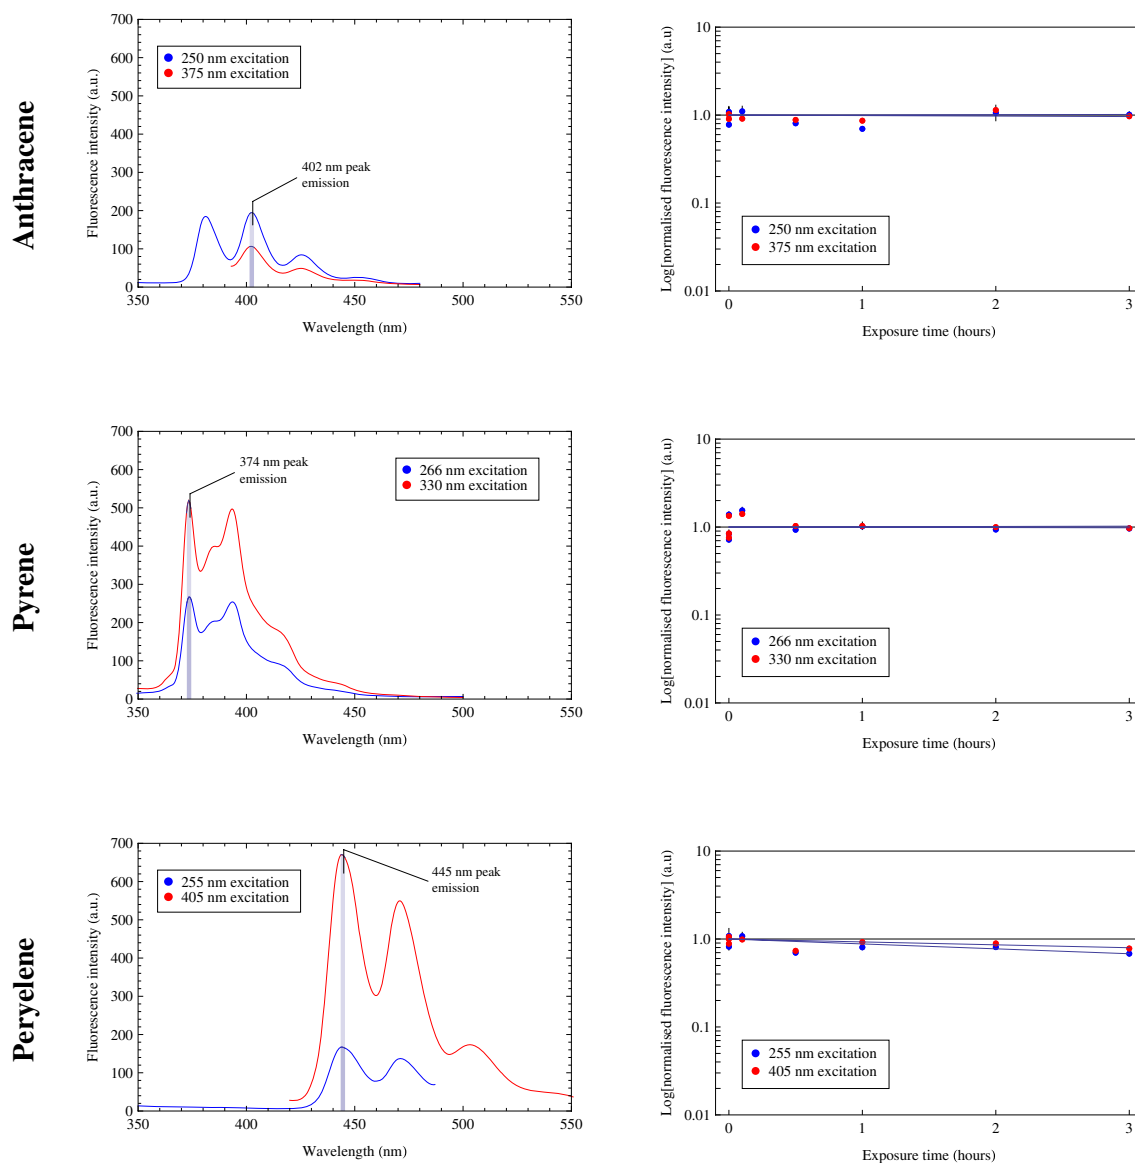 Anthracene
700
600
500
400
300
200
100
0
350
400
450
500
550
Fluorescence intensity (a.u.)
Wavelength (nm)
250 nm excitation
375 nm excitation
402 nm peak
emission
10
1.0
0.1
0.01
0
1
2
3
Log[normalised fluorescence intensity] (a.u)
Exposure time (hours)
250 nm excitation
375 nm excitation
Pyrene
700
600
500
400
300
200
100
0
350
400
450
500
550
Fluorescence intensity (a.u.)
Wavelength (nm)
374 nm peak
emission
266 nm excitation
330 nm excitation
10
1.0
0.1
0.01
0
1
2
3
Log[normalised fluorescence intensity] (a.u)
Exposure time (hours)
266 nm excitation
330 nm excitation
Peryelene
700
600
500
400
300
200
100
0
350
400
450
500
550
Fluorescence intensity (a.u.)
Wavelength (nm)
255 nm excitation
405 nm excitation
445 nm peak
emission
10
1.0
0.1
0.01
0
1
2
3
Log[normalised fluorescence intensity] (a.u)
Exposure time (hours)
255 nm excitation
405 nm excitation